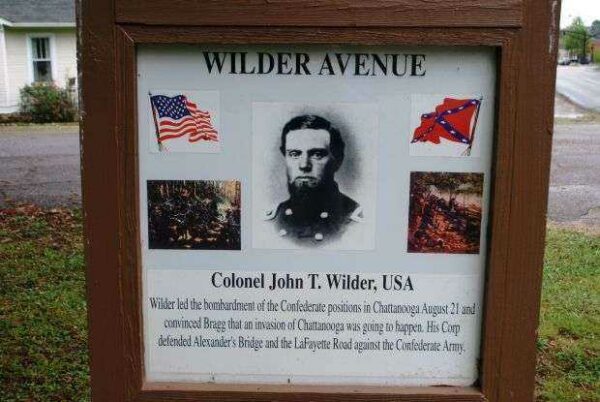 WILDER AVENUE
Colonel John T. Wilder, USA
Wilder led the bombardment of the Confederate positions in Chattanooga August 21 and
convinced Bragg that an invasion of Chattanooga was going to happen. His Corp
defended Alexander's Bridge and the LaFayette Road against the Confederate Army.